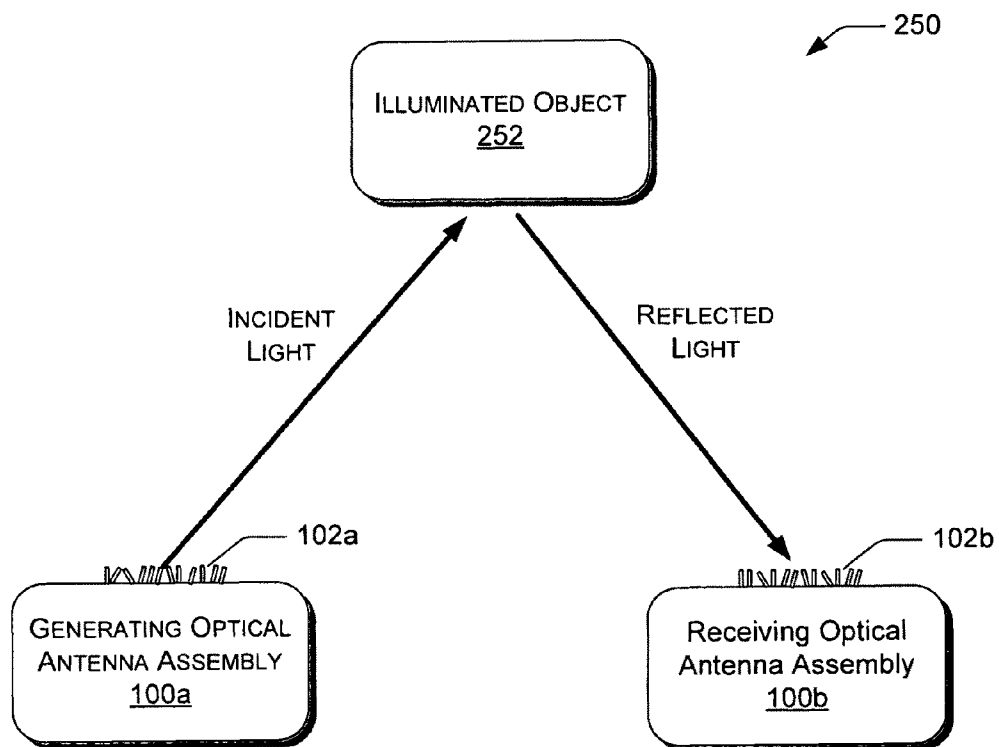 250
ILLUMINATED OBJECT
252
INCIDENT
LIGHT
REFLECTED
LIGHT
102a
102b
GENERATING OPTICAL
ANTENNA ASSEMBLY
100a
Receiving Optical
Antenna Assembly
100b